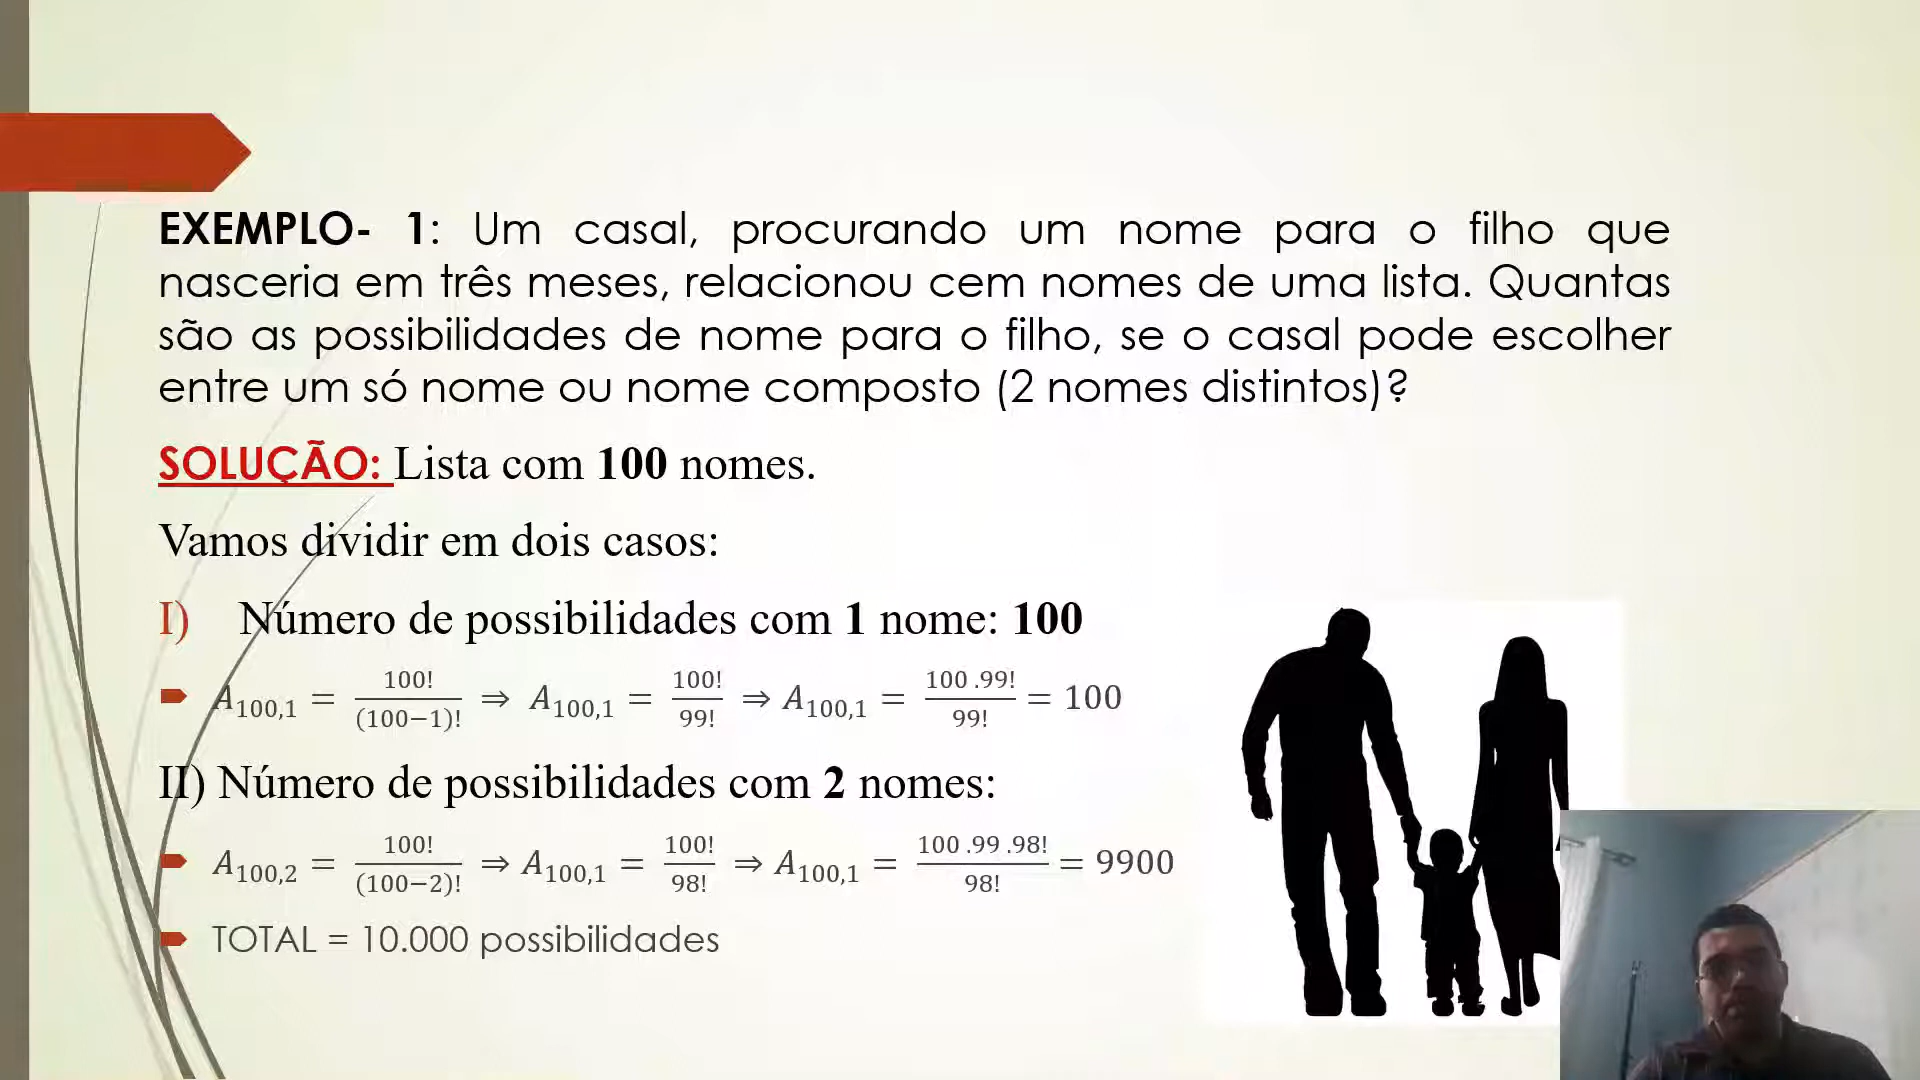 EXEMPLO- 1: Um casal, procurando um nome para o filho que
nasceria em três meses, relacionou cem nomes de uma lista. Quantas
são as possibilidades de nome para o filho, se o casal pode escolher
entre um só nome ou nome composto (2 nomes distintos)?
SOLUÇÃO: Lista com 100 nomes.
Vamos dividir em dois casos:
I) Número de possibilidades com 1 nome: 100
A₁₀₀,₁ = 100!/(100−1)! ⇒ A₁₀₀,₁ = 100!/99! ⇒ A₁₀₀,₁ = 100 .99!/99! = 100
II) Número de possibilidades com 2 nomes:
A₁₀₀,₂ = 100!/(100−2)! ⇒ A₁₀₀,₁ = 100!/98! ⇒ A₁₀₀,₁ = 100 .99 .98!/98! = 9900
TOTAL = 10.000 possibilidades